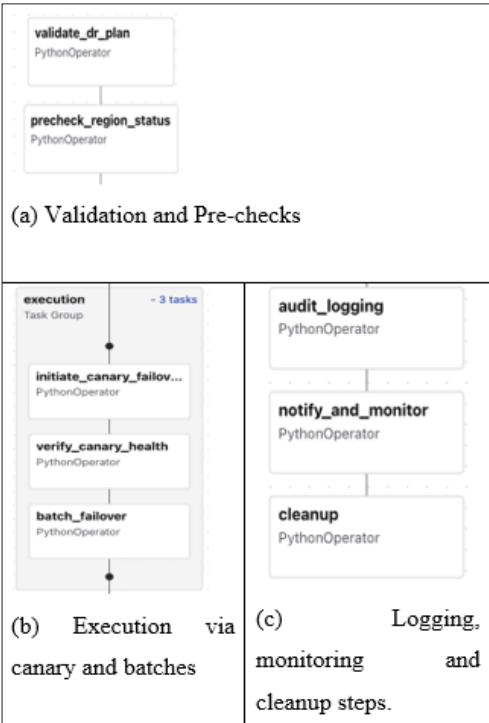 validate_dr_plan
PythonOperator
precheck_region_status
PythonOperator
(a) Validation and Pre-checks
execution - 3 tasks
Task Group
initiate_canary_failov...
PythonOperator
verify_canary_health
PythonOperator
batch_failover
PythonOperator
(b) Execution via
canary and batches
audit_logging
PythonOperator
notify_and_monitor
PythonOperator
cleanup
PythonOperator
(c) Logging,
monitoring and
cleanup steps.